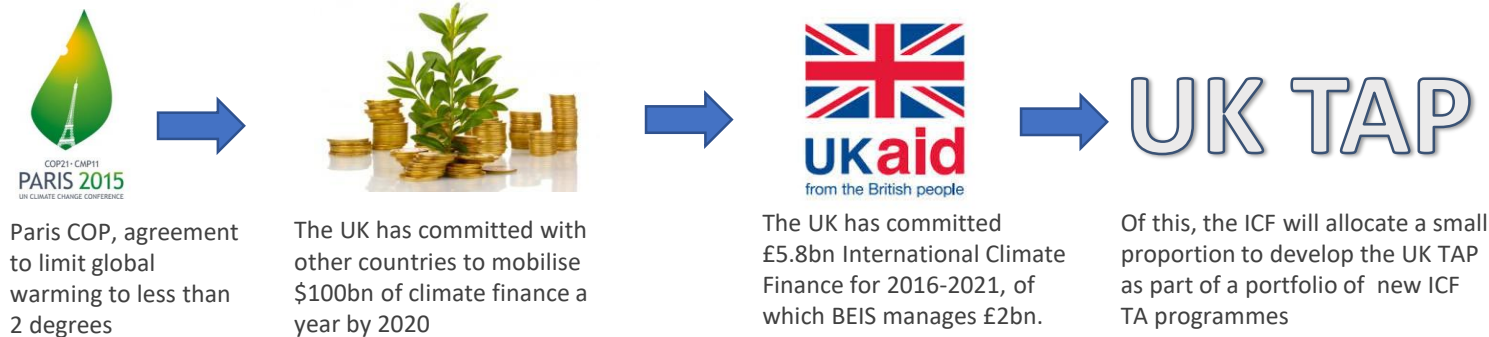 COP21·CMP11
PARIS 2015
UN CLIMATE CHANGE CONFERENCE
Paris COP, agreement
to limit global
warming to less than
2 degrees
The UK has committed with
other countries to mobilise
$100bn of climate finance a
year by 2020
UKaid
from the British people
The UK has committed
£5.8bn International Climate
Finance for 2016-2021, of
which BEIS manages £2bn.
UK TAP
Of this, the ICF will allocate a small
proportion to develop the UK TAP
as part of a portfolio of new ICF
TA programmes